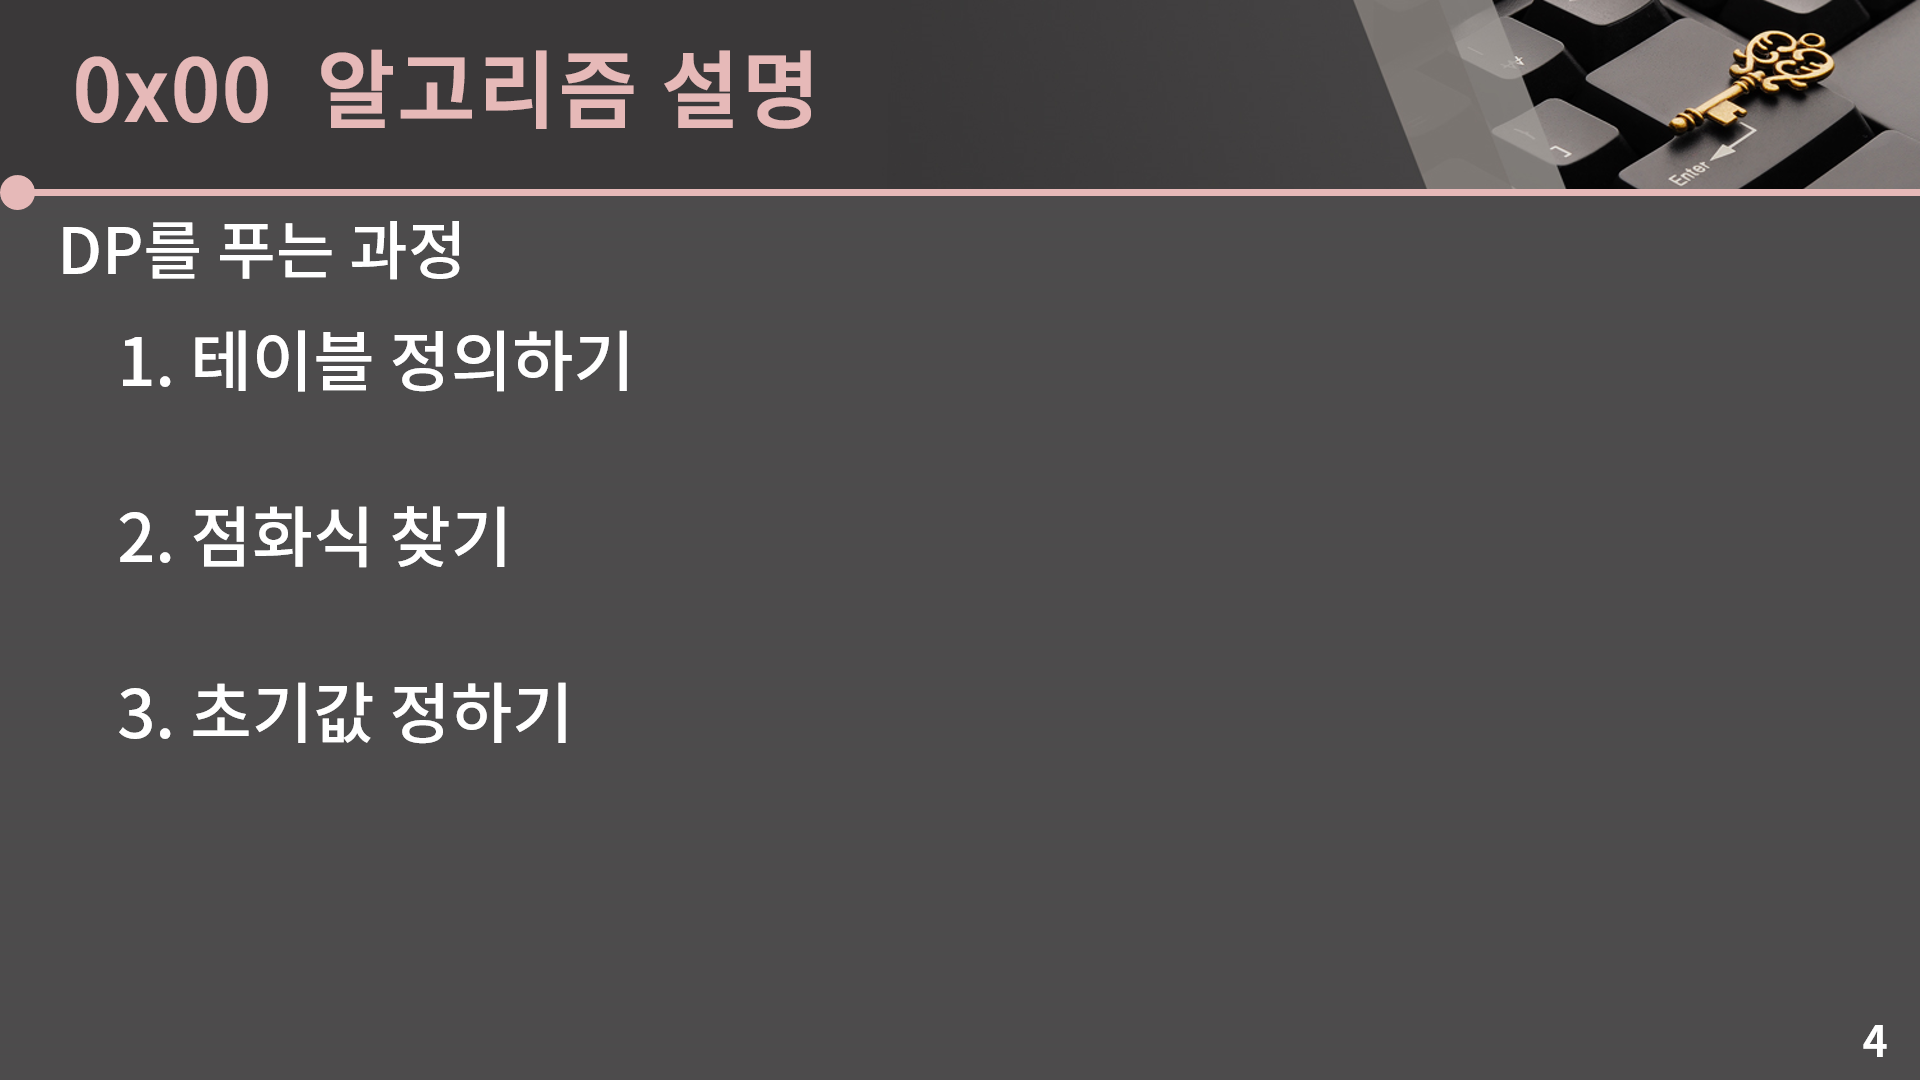 0x00 알고리즘 설명
Enter
DP를 푸는 과정
1. 테이블 정의하기
2. 점화식 찾기
3. 초기값 정하기
4